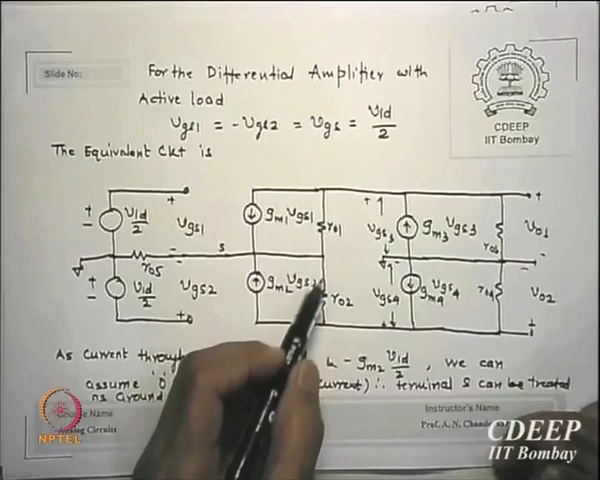 Slide No:
For the Differential Amplifier with
Active load
Vgs1 = -Vgs2 = Vgs = Vid/2
The Equivalent Ckt is
CDEEP
IIT Bombay
+
-
Vid/2
Vgs1
gm1 Vgs1
ro1
+
Vgs3
gm3 Vgs3
ro3
+
Vo1
ro5
S
-
+
-
Vid/2
Vgs2
gm2 Vgs2
ro2
Vgs4
gm4 Vgs4
ro4
Vo2
+
As current through - gm2 Vid/2, we can
assume current) ∴ terminal S can be treated
as Ground
Course Name
Analog Circuits
Instructor's Name
Prof. A. N.
NPTEL
CDEEP
IIT Bombay